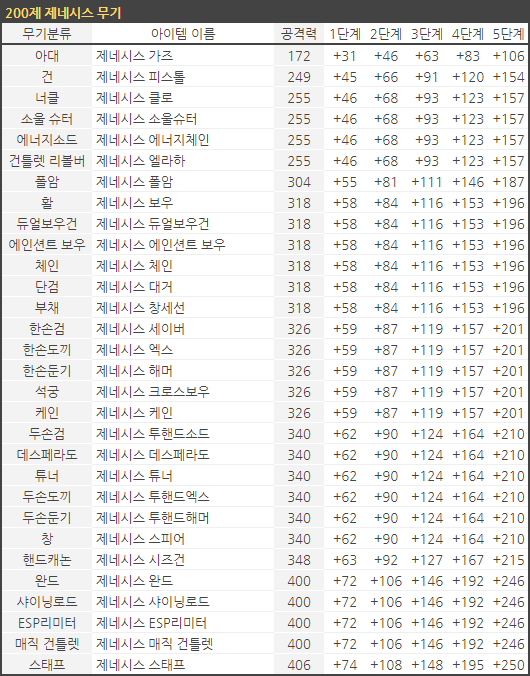 200제 제네시스 무기
무기분류 아이템 이름 공격력 1단계 2단계 3단계 4단계 5단계
아대 제네시스 가즈 172 +31 +46 +63 +83 +106
건 제네시스 피스톨 249 +45 +66 +91 +120 +154
너클 제네시스 클로 255 +46 +68 +93 +123 +157
소울 슈터 제네시스 소울슈터 255 +46 +68 +93 +123 +157
에너지소드 제네시스 에너지체인 255 +46 +68 +93 +123 +157
건틀렛 리볼버 제네시스 엘라하 255 +46 +68 +93 +123 +157
폴암 제네시스 폴암 304 +55 +81 +111 +146 +187
활 제네시스 보우 318 +58 +84 +116 +153 +196
듀얼보우건 제네시스 듀얼보우건 318 +58 +84 +116 +153 +196
에인션트 보우 제네시스 에인션트 보우 318 +58 +84 +116 +153 +196
체인 제네시스 체인 318 +58 +84 +116 +153 +196
단검 제네시스 대거 318 +58 +84 +116 +153 +196
부채 제네시스 창세선 318 +58 +84 +116 +153 +196
한손검 제네시스 세이버 326 +59 +87 +119 +157 +201
한손도끼 제네시스 엑스 326 +59 +87 +119 +157 +201
한손둔기 제네시스 해머 326 +59 +87 +119 +157 +201
석궁 제네시스 크로스보우 326 +59 +87 +119 +157 +201
케인 제네시스 케인 326 +59 +87 +119 +157 +201
두손검 제네시스 투핸드소드 340 +62 +90 +124 +164 +210
데스페라도 제네시스 데스페라도 340 +62 +90 +124 +164 +210
튜너 제네시스 튜너 340 +62 +90 +124 +164 +210
두손도끼 제네시스 투핸드엑스 340 +62 +90 +124 +164 +210
두손둔기 제네시스 투핸드해머 340 +62 +90 +124 +164 +210
창 제네시스 스피어 340 +62 +90 +124 +164 +210
핸드캐논 제네시스 시즈건 348 +63 +92 +127 +167 +215
완드 제네시스 완드 400 +72 +106 +146 +192 +246
샤이닝로드 제네시스 샤이닝로드 400 +72 +106 +146 +192 +246
ESP리미터 제네시스 ESP리미터 400 +72 +106 +146 +192 +246
매직 건틀렛 제네시스 매직 건틀렛 400 +72 +106 +146 +192 +246
스태프 제네시스 스태프 406 +74 +108 +148 +195 +250